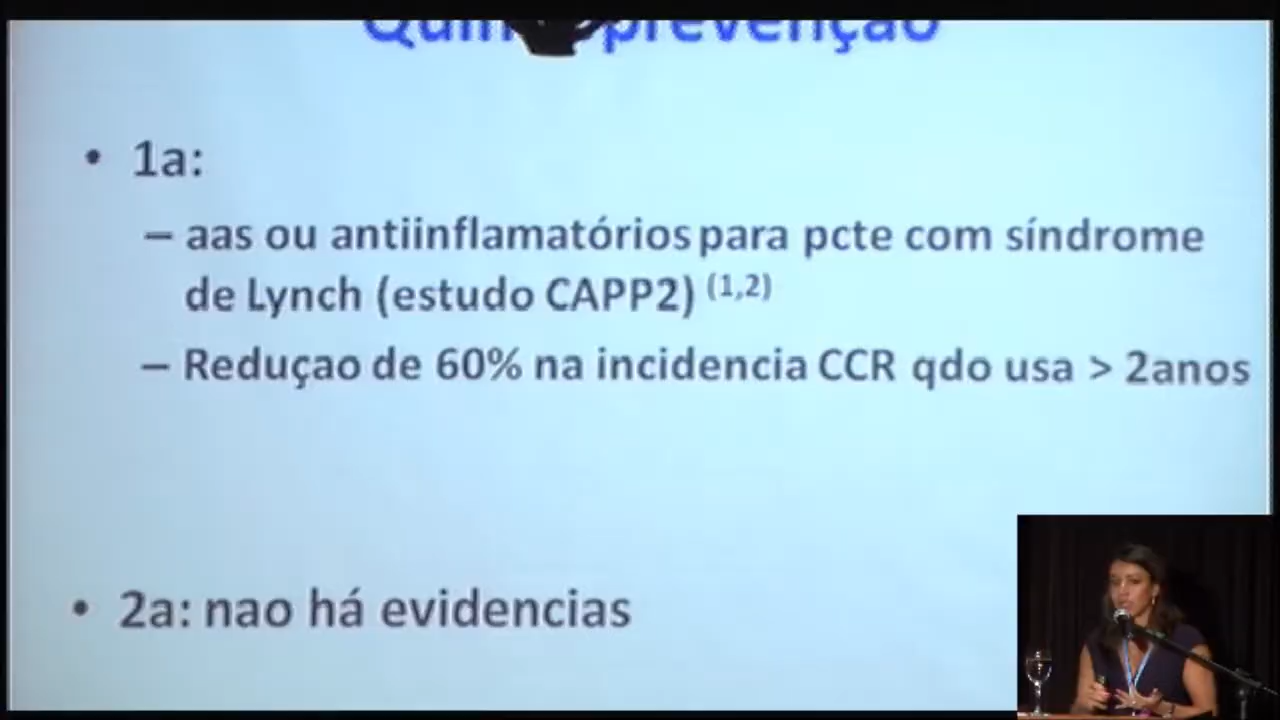 prevenção
• 1a:
– aas ou antiinflamatórios para pcte com síndrome
de Lynch (estudo CAPP2) (1,2)
– Reduçao de 60% na incidencia CCR qdo usa > 2anos
• 2a: nao há evidencias